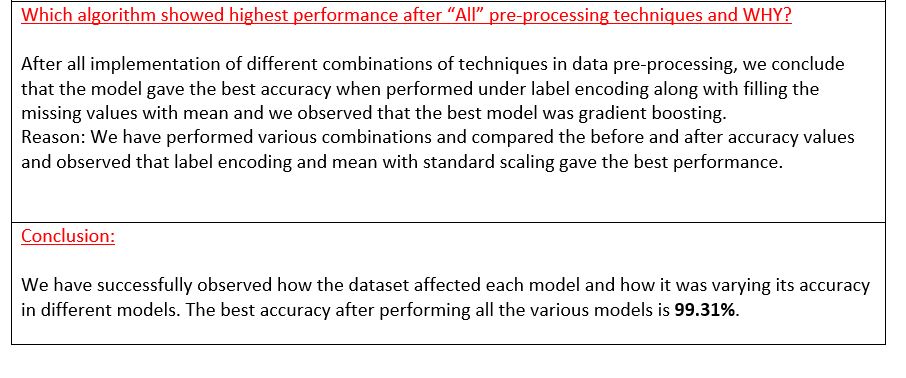 Which algorithm showed highest performance after “All” pre-processing techniques and WHY?
After all implementation of different combinations of techniques in data pre-processing, we conclude
that the model gave the best accuracy when performed under label encoding along with filling the
missing values with mean and we observed that the best model was gradient boosting.
Reason: We have performed various combinations and compared the before and after accuracy values
and observed that label encoding and mean with standard scaling gave the best performance.
Conclusion:
We have successfully observed how the dataset affected each model and how it was varying its accuracy
in different models. The best accuracy after performing all the various models is 99.31%.